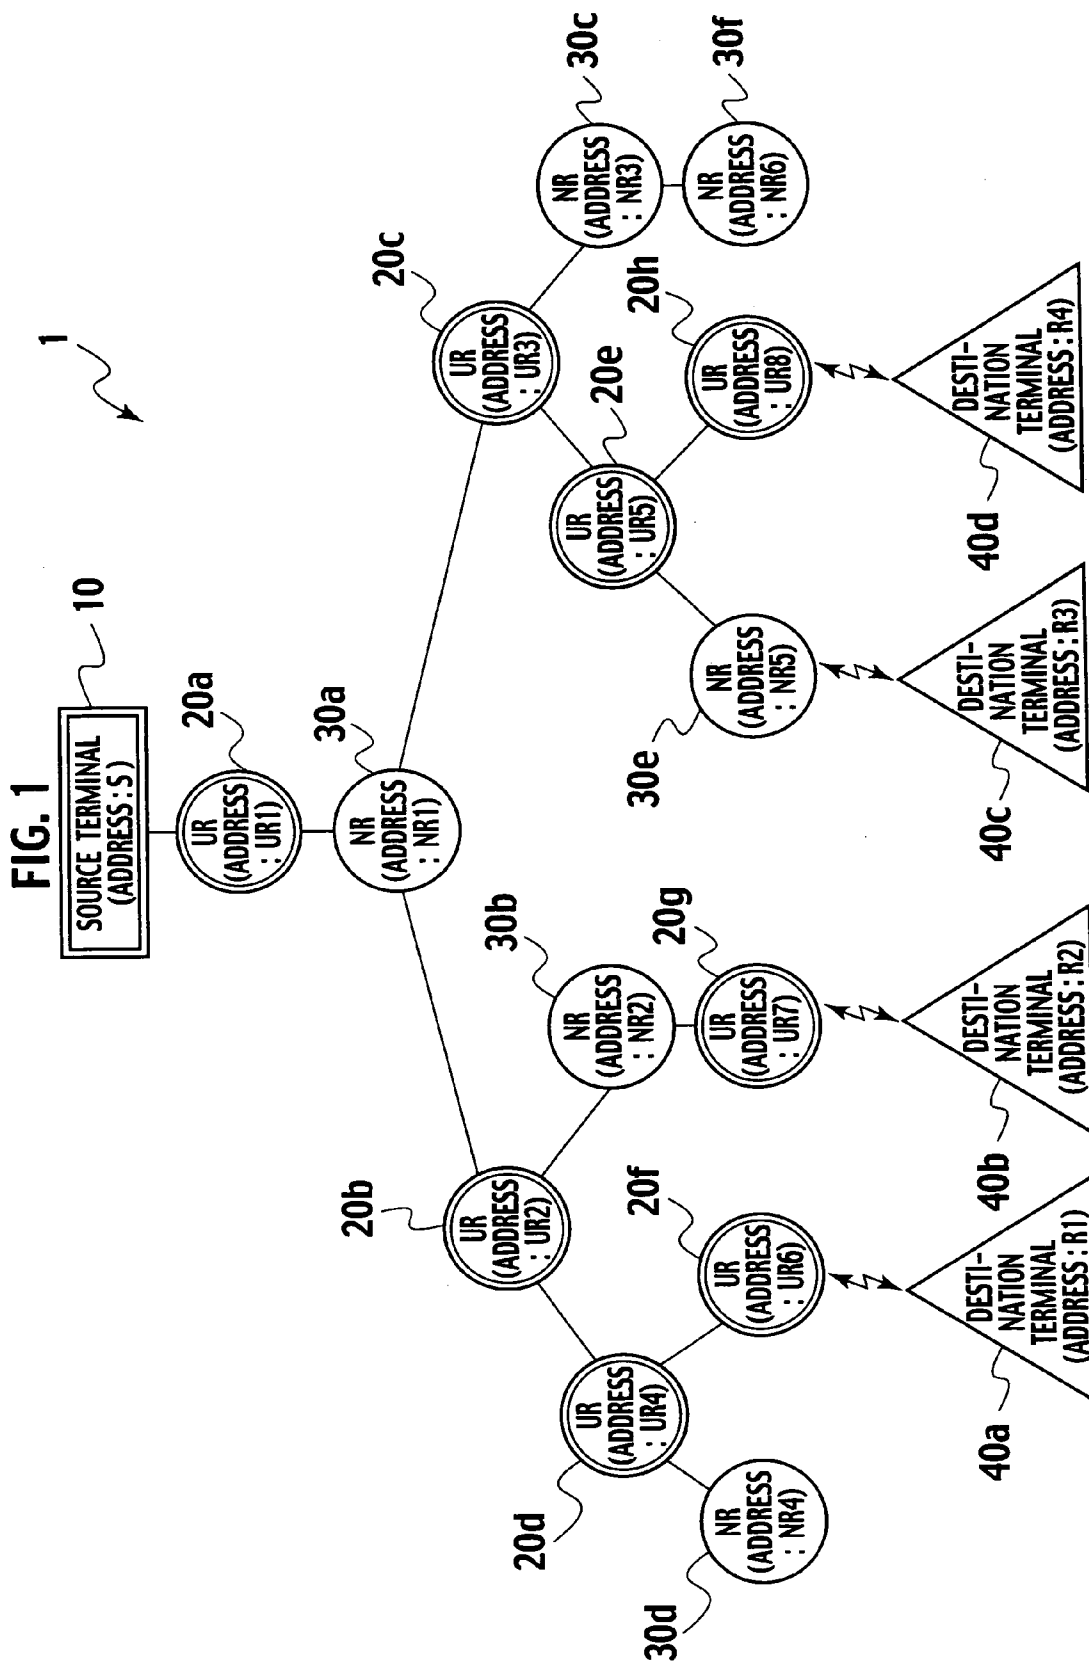 FIG. 1
1
SOURCE TERMINAL
(ADDRESS:S)
10
UR
(ADDRESS
: UR1)
20a
NR
(ADDRESS
: NR1)
30a
UR
(ADDRESS
: UR2)
20b
UR
(ADDRESS
: UR3)
20c
UR
(ADDRESS
: UR4)
20d
NR
(ADDRESS
: NR2)
30b
UR
(ADDRESS
: UR5)
20e
NR
(ADDRESS
: NR3)
30c
NR
(ADDRESS
: NR4)
30d
UR
(ADDRESS
: UR6)
20f
UR
(ADDRESS
: UR7)
20g
NR
(ADDRESS
: NR5)
30e
UR
(ADDRESS
: UR8)
20h
NR
(ADDRESS
: NR6)
30f
DESTI-
NATION
TERMINAL
(ADDRESS:R1)
40a
DESTI-
NATION
TERMINAL
(ADDRESS:R2)
40b
DESTI-
NATION
TERMINAL
(ADDRESS:R3)
40c
DESTI-
NATION
TERMINAL
(ADDRESS:R4)
40d